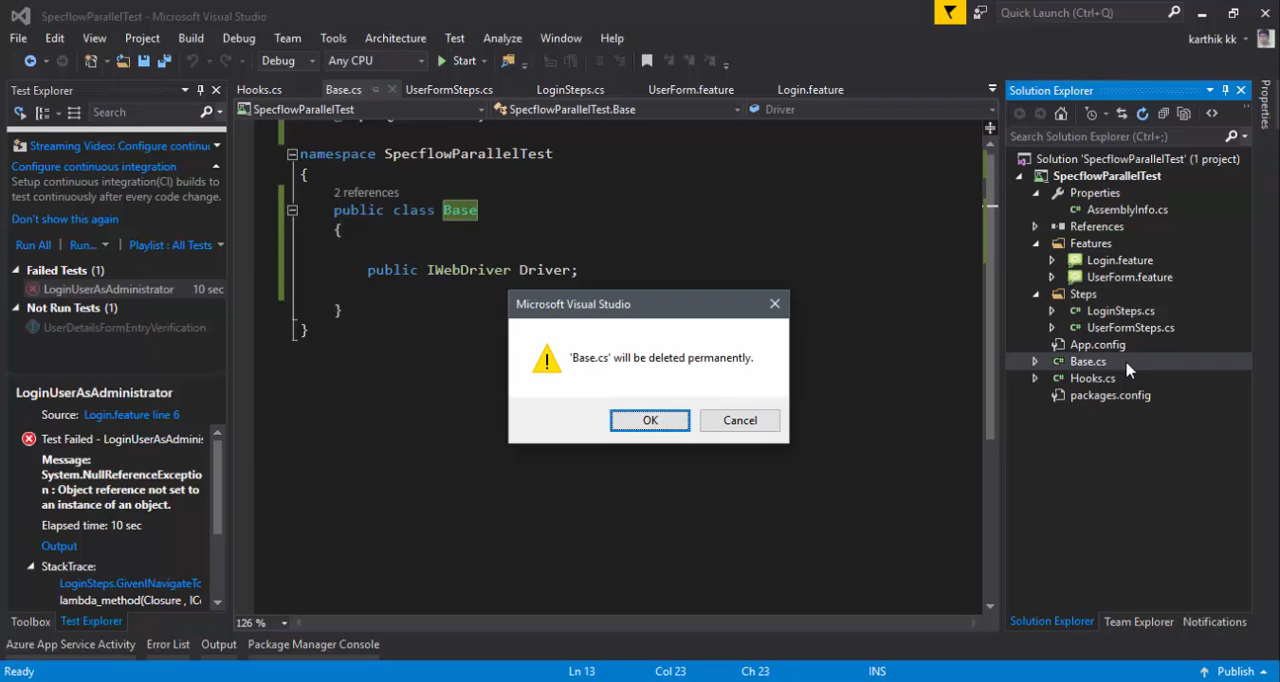 SpecflowParallelTest - Microsoft Visual Studio
Quick Launch (Ctrl+Q)
File Edit View Project Build Debug Team Tools Architecture Test Analyze Window Help
karthik kk
Debug Any CPU Start
Test Explorer
Search
Streaming Video: Configure continu
Configure continuous integration
Setup continuous integration(CI) builds to
test continuously after every code change.
Don't show this again
Run All | Run... | Playlist : All Tests
Failed Tests (1)
LoginUserAsAdministrator 10 sec
Not Run Tests (1)
UserDetailsFormEntryVerification
LoginUserAsAdministrator
Source: Login.feature line 6
Test Failed - LoginUserAsAdminis
Message:
System.NullReferenceExceptio
n : Object reference not set to
an instance of an object.
Elapsed time: 10 sec
Output
StackTrace:
LoginSteps.GivenINavigateTo
lambda_method(Closure , IC
Toolbox Test Explorer
Hooks.cs Base.cs UserFormSteps.cs LoginSteps.cs UserForm.feature Login.feature
SpecflowParallelTest SpecflowParallelTest.Base Driver
namespace SpecflowParallelTest
{
2 references
public class Base
{
public IWebDriver Driver;
}
}
126 %
Microsoft Visual Studio
'Base.cs' will be deleted permanently.
OK Cancel
Solution Explorer
Search Solution Explorer (Ctrl+;)
Solution 'SpecflowParallelTest' (1 project)
SpecflowParallelTest
Properties
AssemblyInfo.cs
References
Features
Login.feature
UserForm.feature
Steps
LoginSteps.cs
UserFormSteps.cs
App.config
Base.cs
Hooks.cs
packages.config
Solution Explorer Team Explorer Notifications
Properties
Azure App Service Activity Error List Output Package Manager Console
Ready Ln 13 Col 23 Ch 23 INS Publish